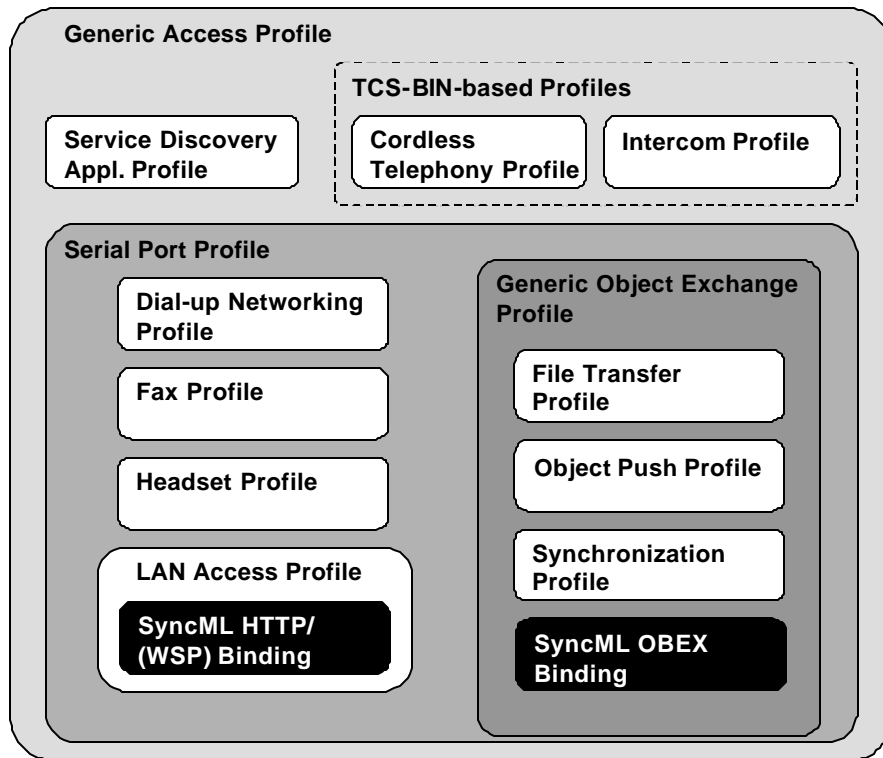 Generic Access Profile
TCS-BIN-based Profiles
Service Discovery
Appl. Profile
Cordless
Telephony Profile
Intercom Profile
Serial Port Profile
Dial-up Networking
Profile
Fax Profile
Headset Profile
LAN Access Profile
SyncML HTTP/
(WSP) Binding
Generic Object Exchange
Profile
File Transfer
Profile
Object Push Profile
Synchronization
Profile
SyncML OBEX
Binding